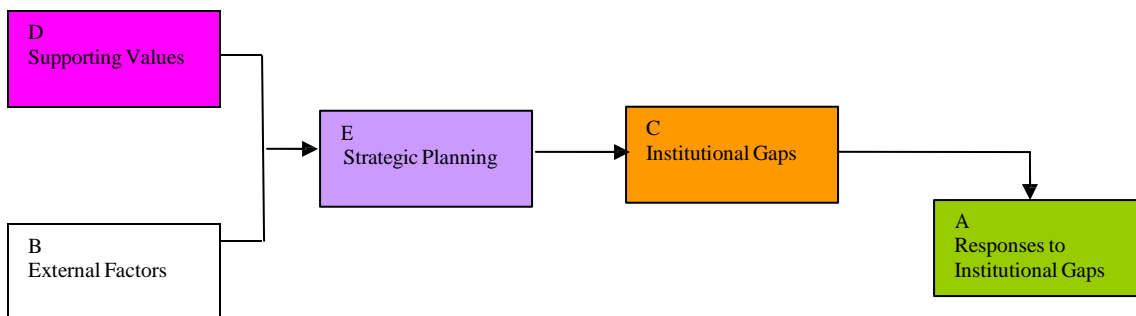 D
Supporting Values
E
Strategic Planning
C
Institutional Gaps
B
External Factors
A
Responses to
Institutional Gaps